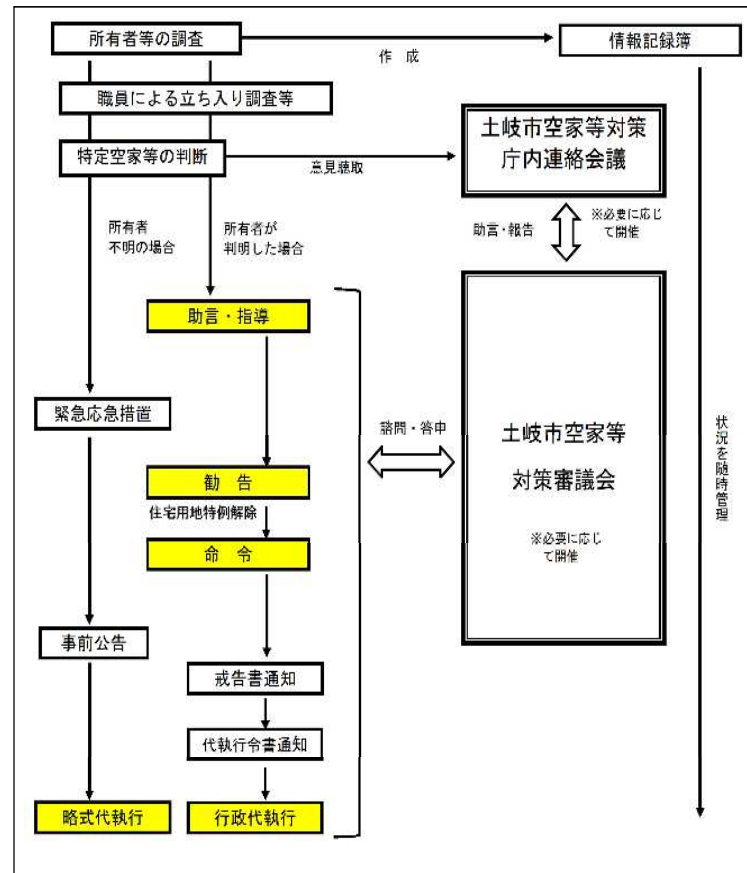 所有者等の調査
作 成
情報記録簿
職員による立ち入り調査等
特定空家等の判断
意見聴取
土岐市空家等対策
庁内連絡会議
所有者
不明の場合
所有者が
判明した場合
助言・報告
※必要に応じ
て開催
助言・指導
緊急応急措置
諮問・答申
土岐市空家等
対策審議会
※必要に応じ
て開催
状況を随時管理
勧 告
住宅用地特例解除
命 令
事前公告
戒告書通知
代執行令書通知
略式代執行
行政代執行